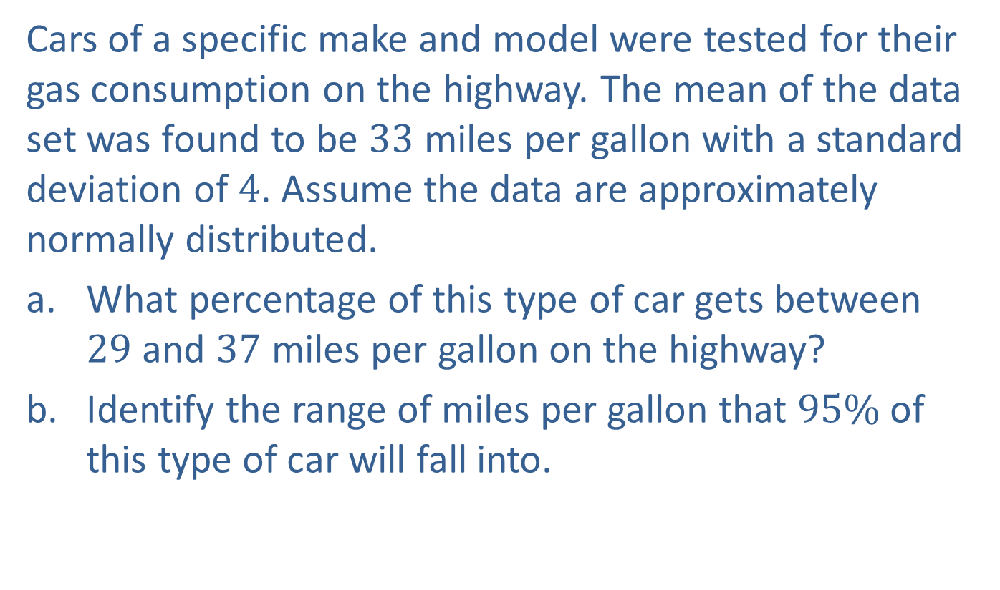 Cars of a specific make and model were tested for their
gas consumption on the highway. The mean of the data
set was found to be 33 miles per gallon with a standard
deviation of 4. Assume the data are approximately
normally distributed.
a. What percentage of this type of car gets between
29 and 37 miles per gallon on the highway?
b. Identify the range of miles per gallon that 95% of
this type of car will fall into.